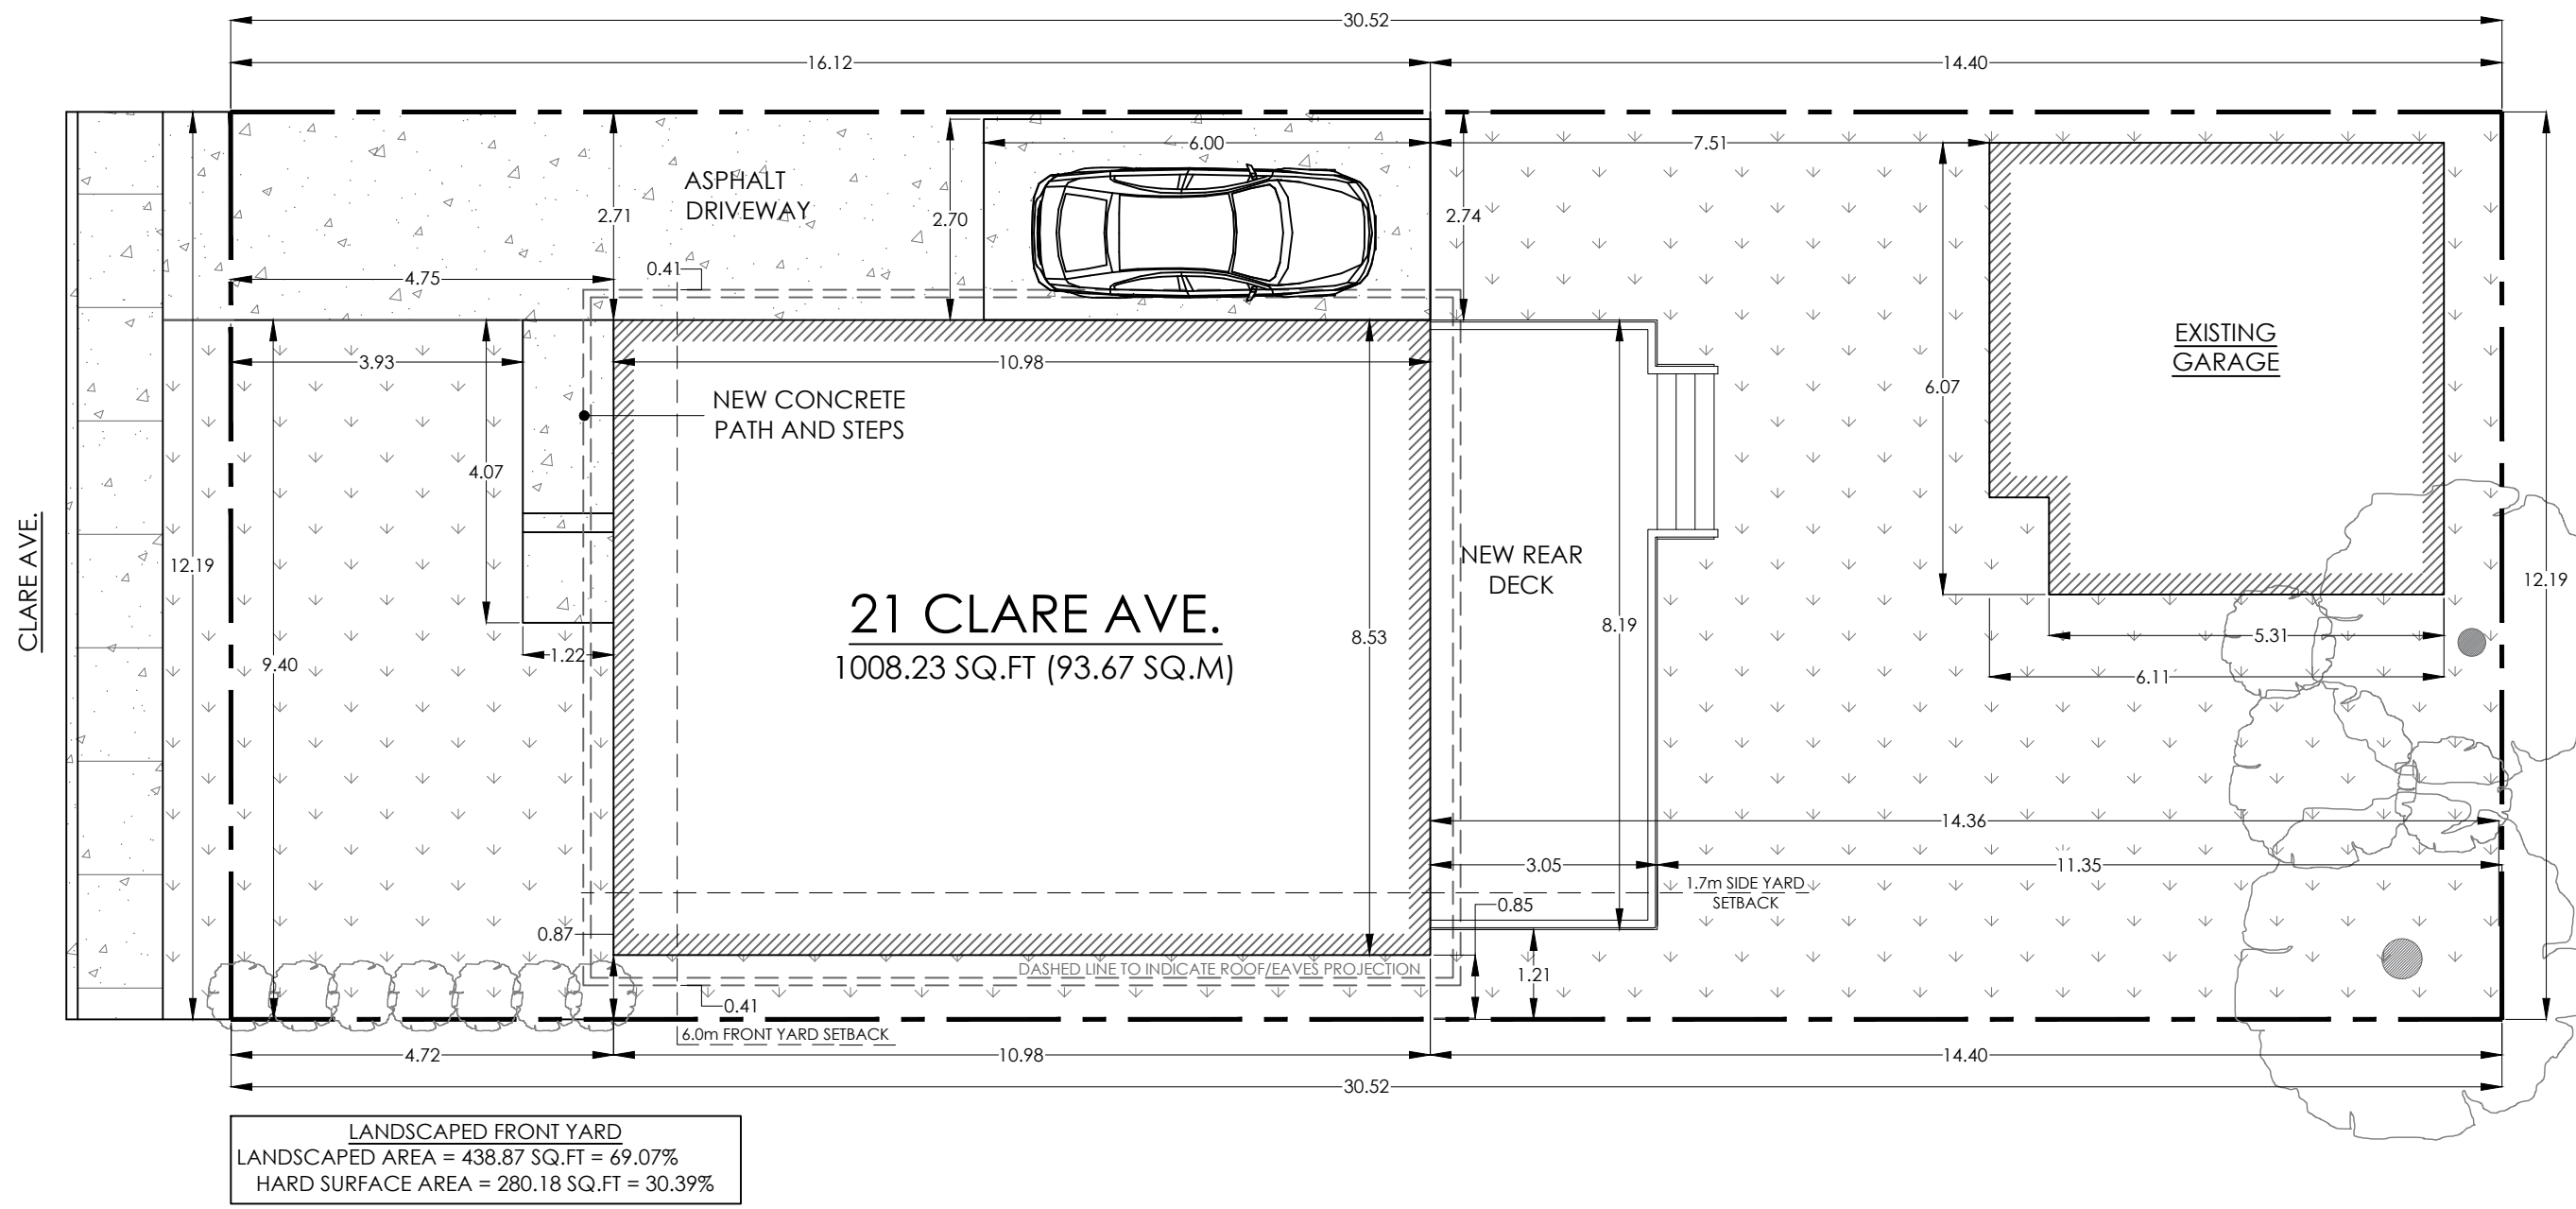 30.52
16.12
14.40
6.00
7.51
ASPHALT
DRIVEWAY
2.71
2.70
2.74
4.75
0.41
3.93
10.98
EXISTING
GARAGE
6.07
NEW CONCRETE
PATH AND STEPS
4.07
CLARE AVE.
12.19
NEW REAR
DECK
12.19
21 CLARE AVE.
1008.23 SQ.FT (93.67 SQ.M)
8.53
8.19
5.31
1.22
9.40
6.11
14.36
3.05
11.35
1.7m SIDE YARD
SETBACK
0.85
0.87
DASHED LINE TO INDICATE ROOF/EAVES PROJECTION
1.21
0.41
6.0m FRONT YARD SETBACK
4.72
10.98
14.40
30.52
LANDSCAPED FRONT YARD
LANDSCAPED AREA = 438.87 SQ.FT = 69.07%
HARD SURFACE AREA = 280.18 SQ.FT = 30.39%